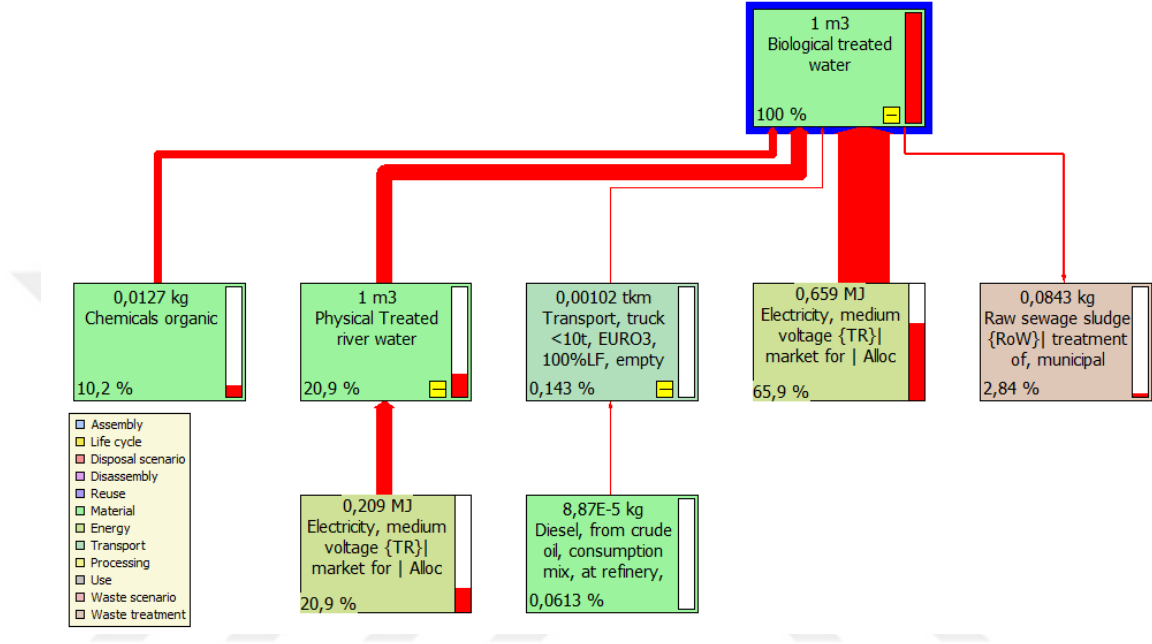 1 m3
Biological treated
water
100 %
0,0127 kg
Chemicals organic
10,2 %
1 m3
Physical Treated
river water
20,9 %
0,00102 tkm
Transport, truck
<10t, EURO3,
100%LF, empty
0,143 %
0,659 MJ
Electricity, medium
voltage {TR}|
market for | Alloc
65,9 %
0,0843 kg
Raw sewage sludge
{RoW}| treatment
of, municipal
2,84 %
Assembly
Life cycle
Disposal scenario
Disassembly
Reuse
Material
Energy
Transport
Processing
Use
Waste scenario
Waste treatment
0,209 MJ
Electricity, medium
voltage {TR}|
market for | Alloc
20,9 %
8,87E-5 kg
Diesel, from crude
oil, consumption
mix, at refinery,
0,0613 %